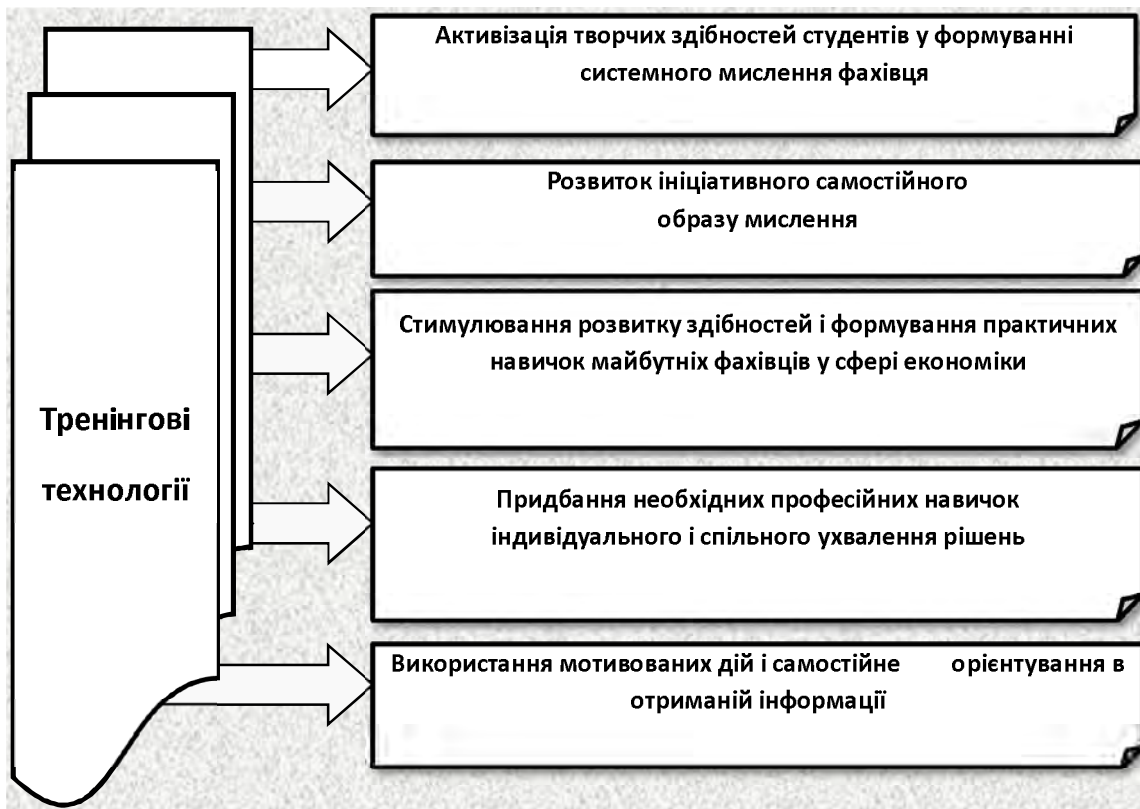 Активізація творчих здібностей студентів у формуванні
системного мислення фахівця
Розвиток ініціативного самостійного
образу мислення
Стимулювання розвитку здібностей і формування практичних
навичок майбутніх фахівців у сфері економіки
Тренінгові
технології
Придбання необхідних професійних навичок
індивідуального і спільного ухвалення рішень
Використання мотивованих дій і самостійне орієнтування в
отриманій інформації